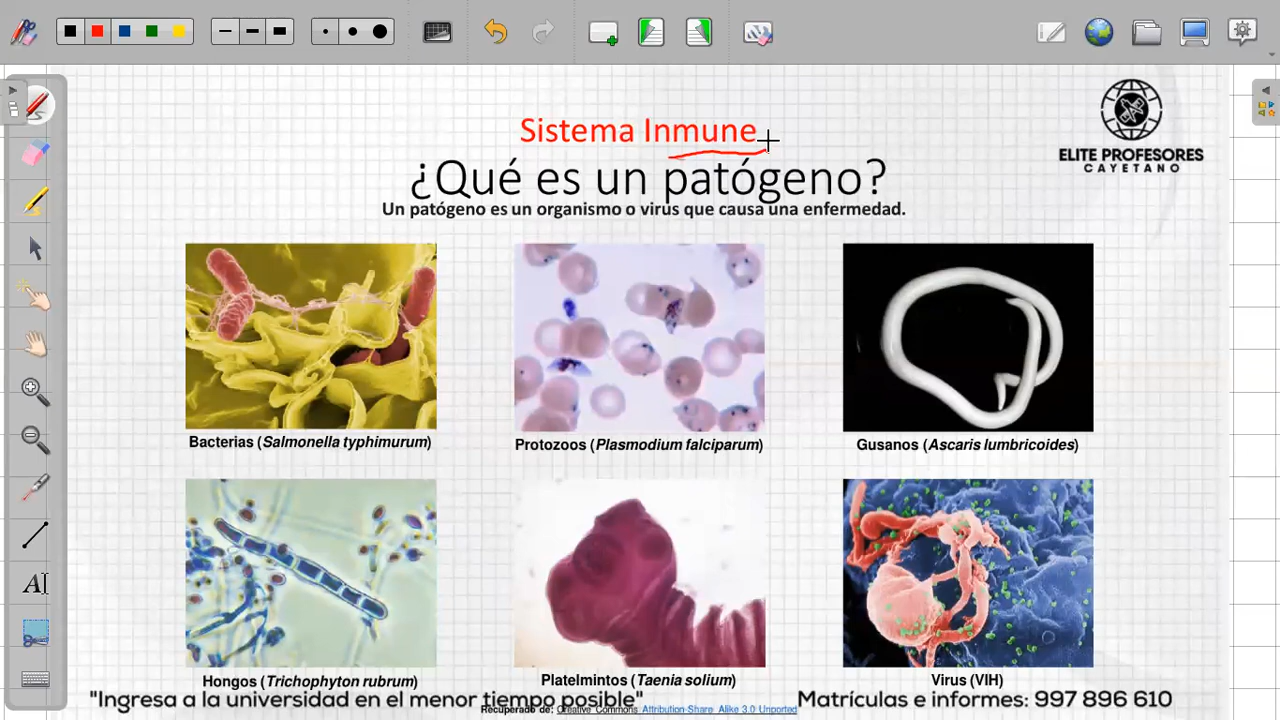 Sistema Inmune
ELITE PROFESORES
CAYETANO
¿Qué es un patógeno?
Un patógeno es un organismo o virus que causa una enfermedad.
Bacterias (Salmonella typhimurum)
Protozoos (Plasmodium falciparum)
Gusanos (Ascaris lumbricoides)
Hongos (Trichophyton rubrum)
Platelmintos (Taenia solium)
Virus (VIH)
"Ingresa a la universidad en el menor tiempo posible"
Matrículas e informes: 997 896 610
Recuperado de: Creative Commons Attribution-Share Alike 3.0 Unported